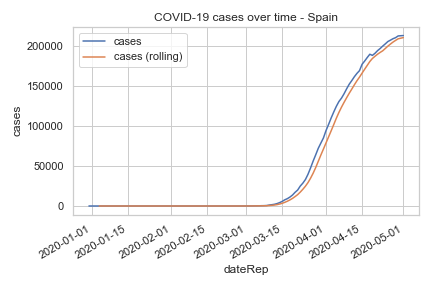 COVID-19 cases over time - Spain
cases
cases (rolling)
200000
150000
100000
50000
0
cases
2020-01-01
2020-01-15
2020-02-01
2020-02-15
2020-03-01
2020-03-15
2020-04-01
2020-04-15
2020-05-01
dateRep